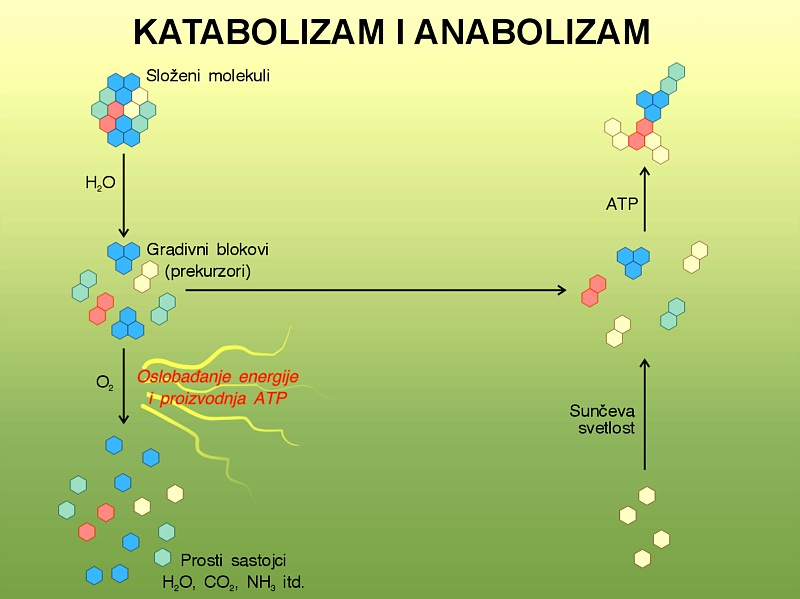 KATABOLIZAM I ANABOLIZAM
Složeni molekuli
H₂O
Gradivni blokovi
(prekurzori)
O₂
Oslobađanje energije
i proizvodnja ATP
Prosti sastojci
H₂O, CO₂, NH₃ itd.
ATP
Sunčeva
svetlost